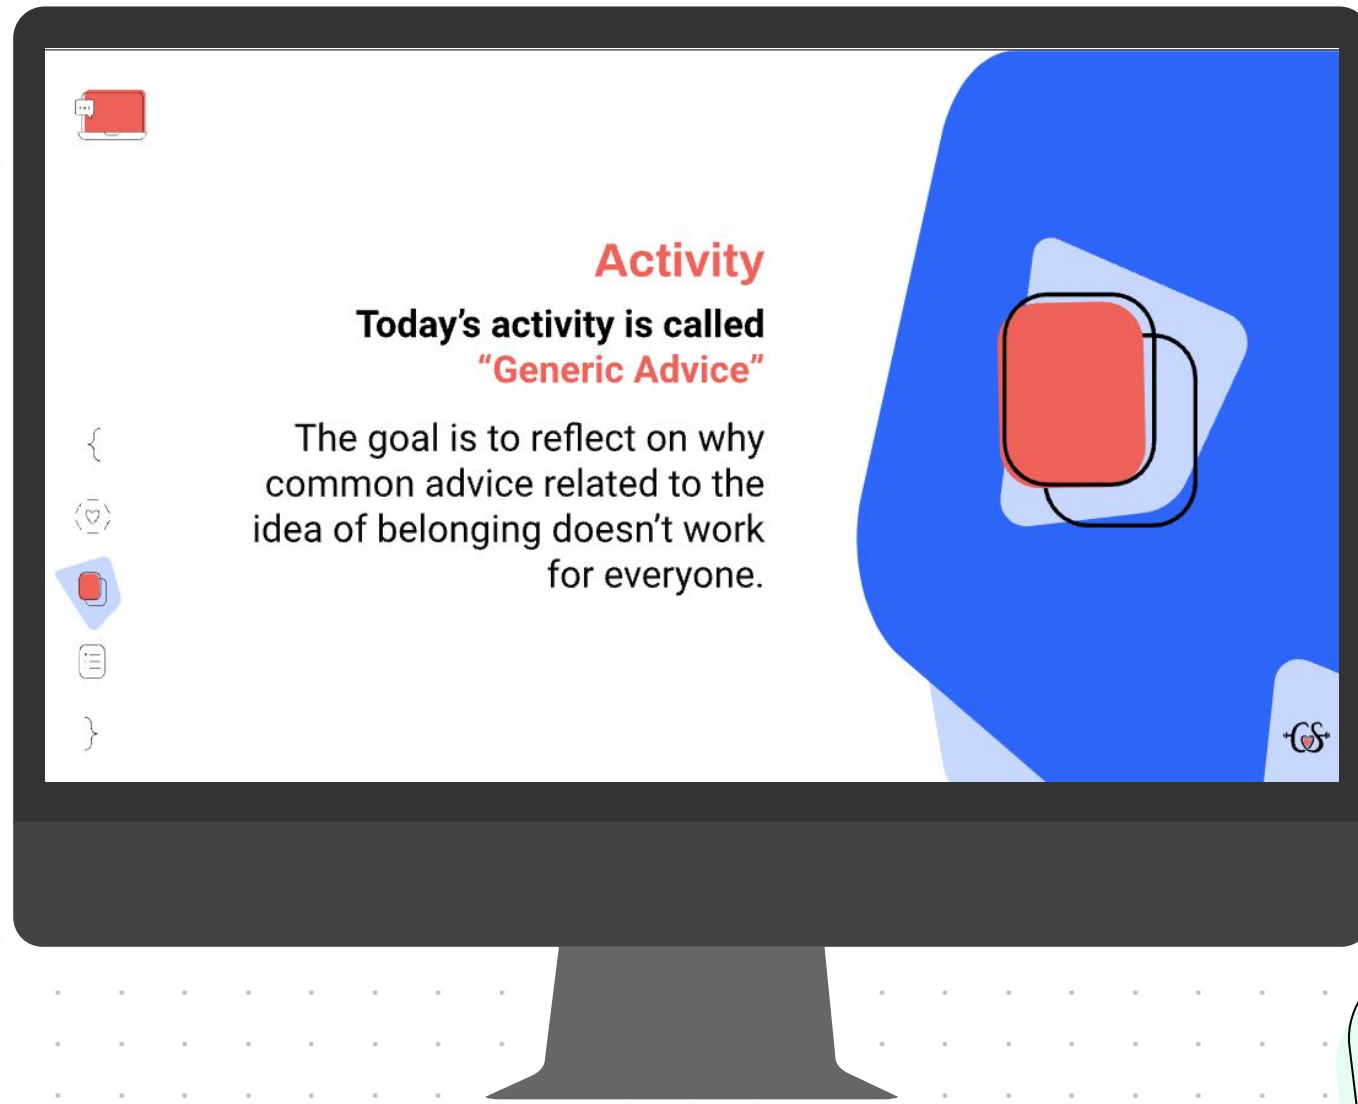 Activity
Today’s activity is called
“Generic Advice”
The goal is to reflect on why
common advice related to the
idea of belonging doesn’t work
for everyone.
{
}
GS